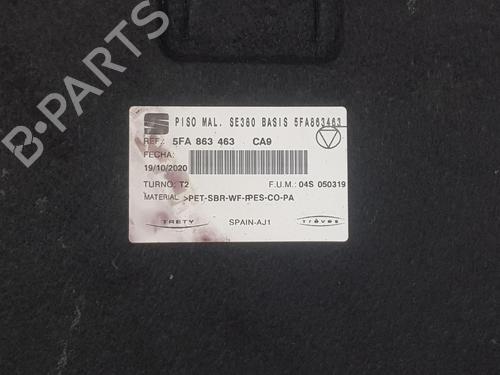 PISO MAL. SE380 BASIS 5FA863463
REF.: 5FA 863 463 CA9
FECHA:
19/10/2020
TURNO: T2 F.U.M.: 04S 050319
MATERIAL >PET-SBR-WF-RPES-CO-PA
TRETY SPAIN-AJ1 Trèves
B-PARTS